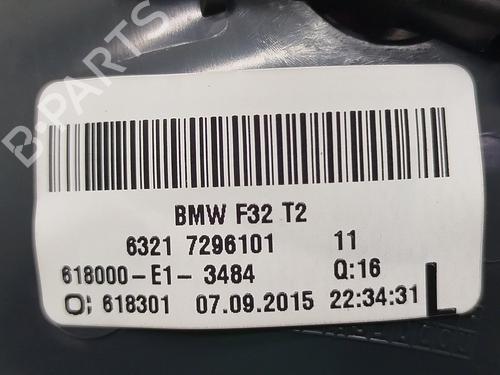 B-PARTS
BMW F32 T2
6321 7296101 11
618000-E1-3484 Q:16
O; 618301 07.09.2015 22:34:31 L